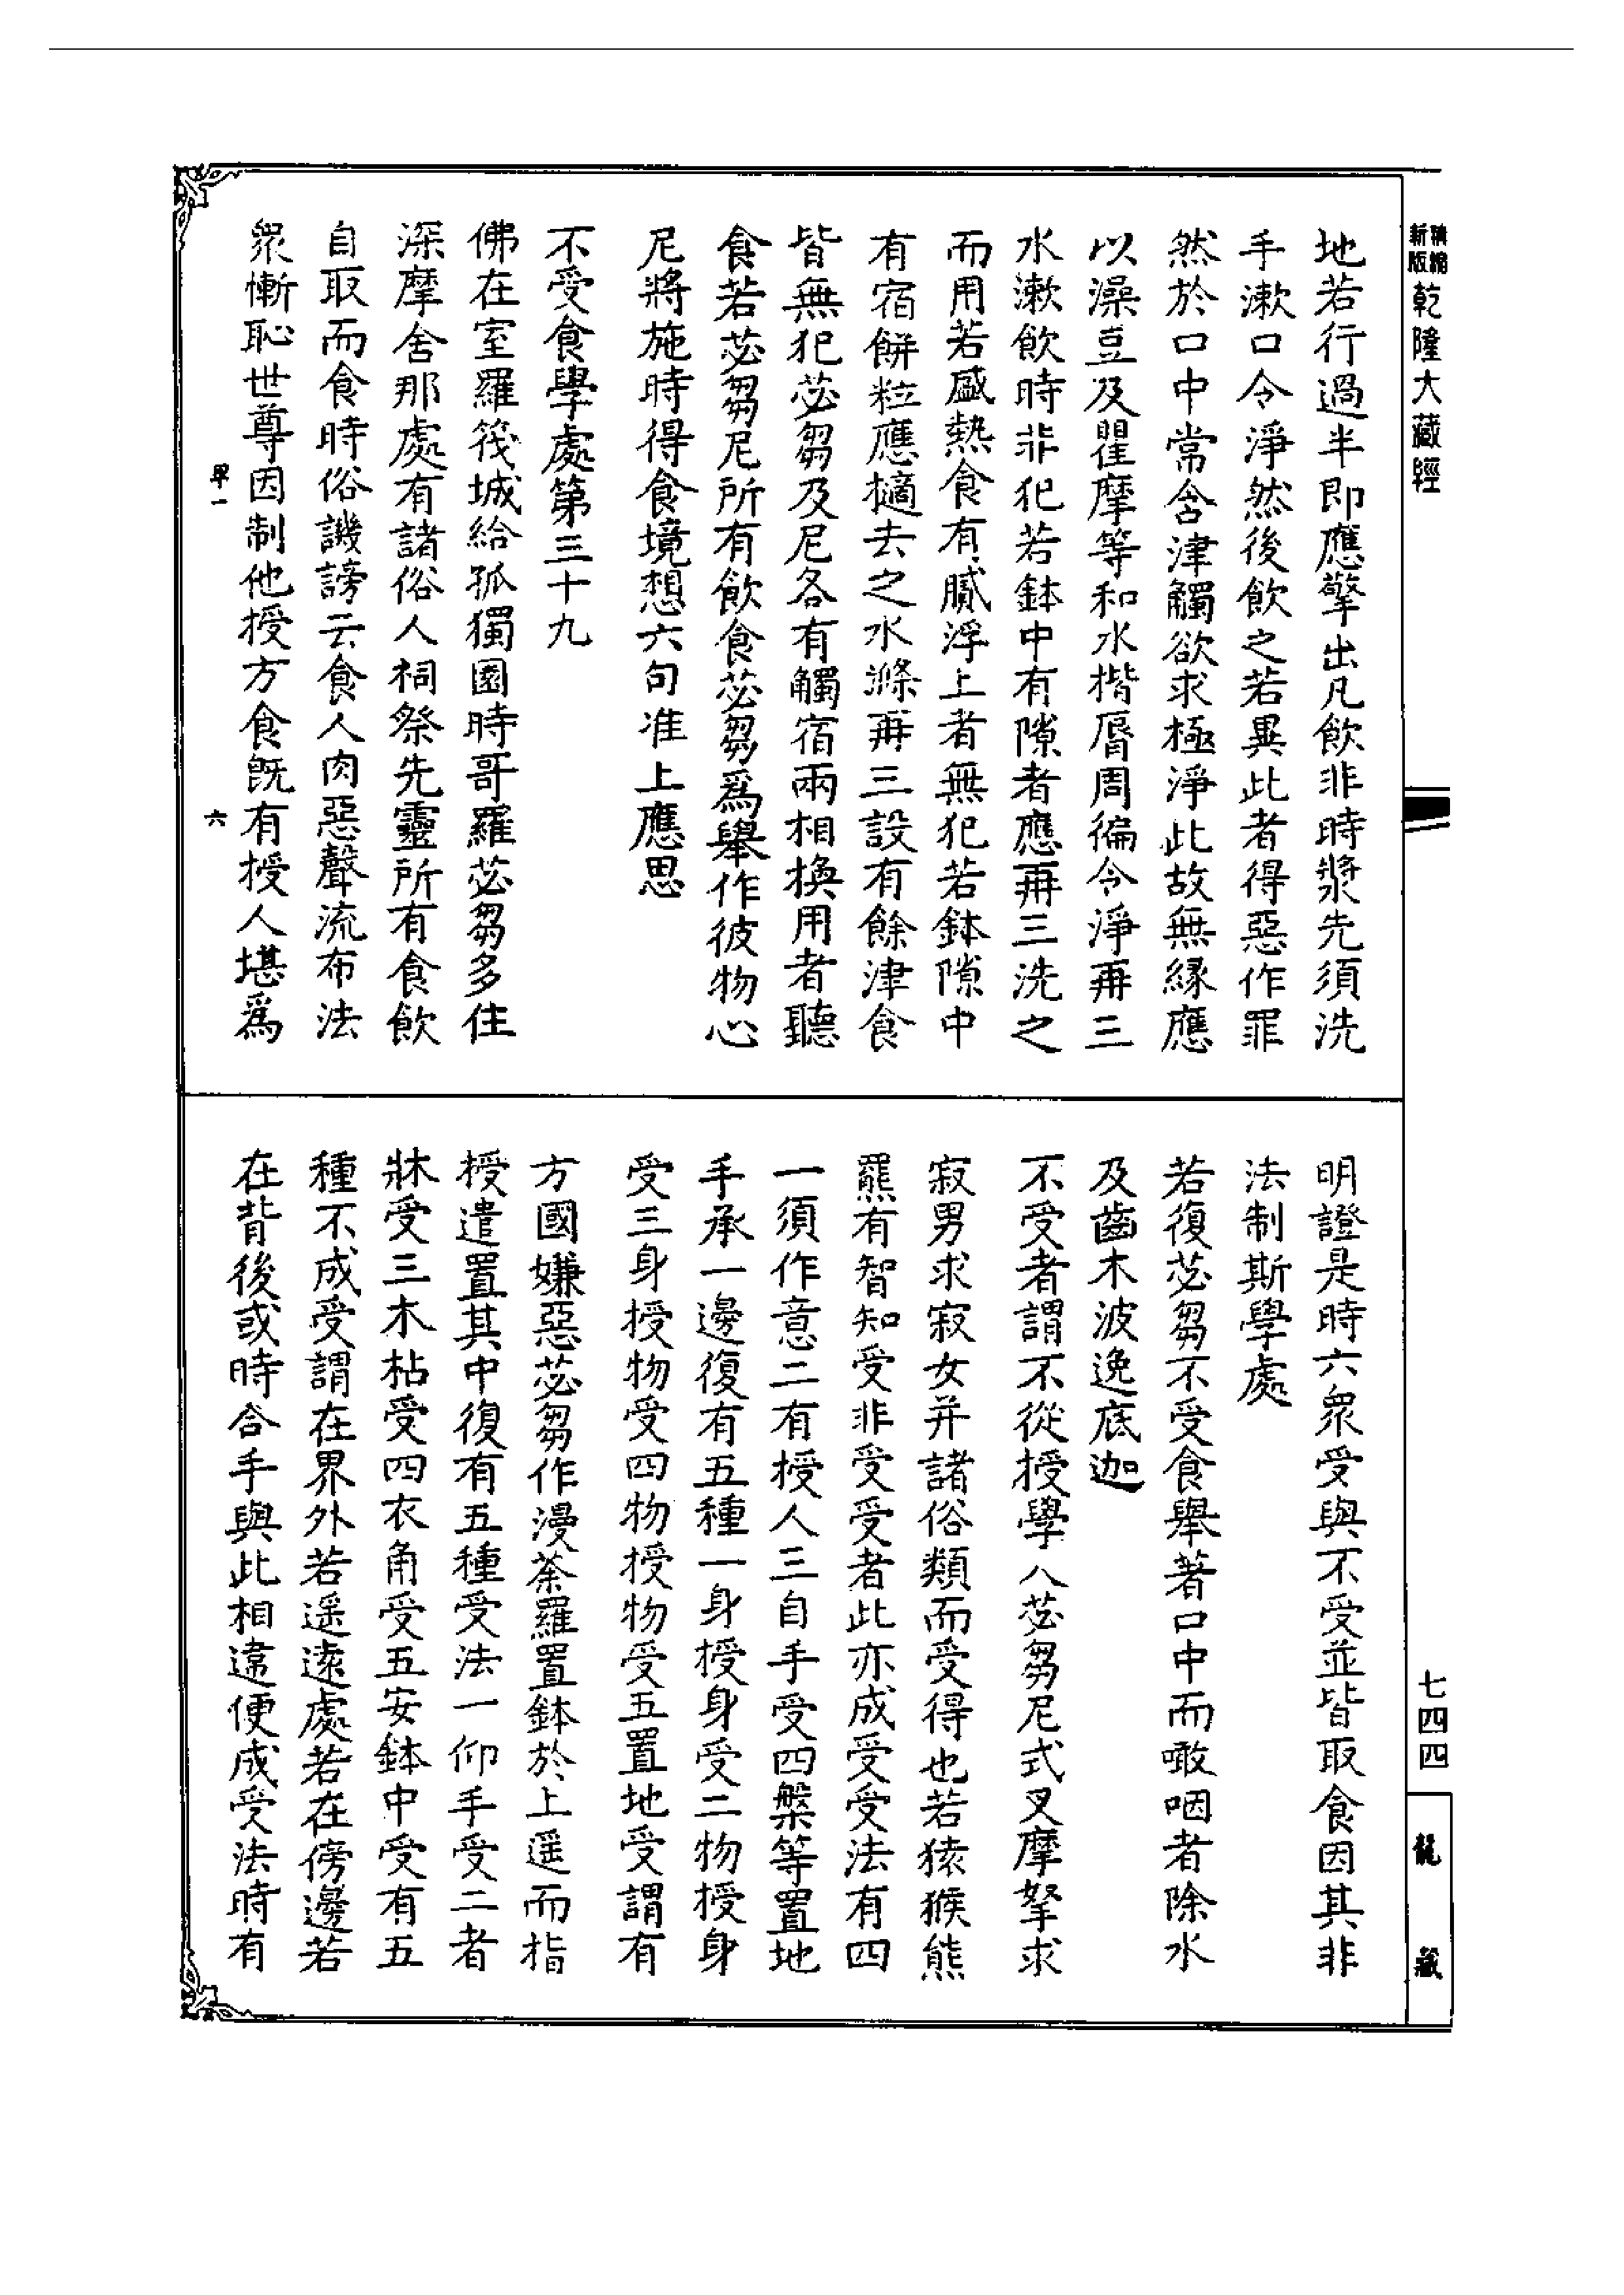 精縮新版乾隆大藏經
地若行過半即應擎出凡飲非時漿先須洗
手漱口令淨然後飲之若異此者得惡作罪
然於口中常含津觸欲求極淨此故無緣應
以澡豆及瞿摩等和水揩脣周徧令淨再三
水漱飲時非犯若鉢中有隙者應再三洗之
而用若盛熱食有膩浮上者無犯若鉢隙中
有宿餅粒應擿去之水滌再三設有餘津食
皆無犯苾芻及尼各有觸宿兩相換用者聽
食若苾芻尼所有飲食苾芻爲舉作彼物心
尼將施時得食境想六句准上應思
不受食學處第三十九
佛在室羅筏城給孤獨園時哥羅苾芻多住
深摩舍那處有諸俗人祠祭先靈所有食飲
自取而食時俗譏謗云食人肉惡聲流布法
衆慚恥世尊因制他授方食旣有授人堪爲
畢一
六
明證是時六衆受與不受並皆取食因其非
法制斯學處
若復苾芻不受食舉著口中而噉咽者除水
及齒木波逸底迦
不受者謂不從授學人苾芻尼式叉摩拏求
寂男求寂女并諸俗類而受得也若猿猴熊
羆有智知受非受受者此亦成受受法有四
一須作意二有授人三自手受四槃等置地
手承一邊復有五種一身授身受二物授身
受三身授物受四物授物受五置地受謂有
方國嫌惡苾芻作漫荼羅置鉢於上遥而指
授遣置其中復有五種受法一仰手受二者
牀受三木枯受四衣角受五安鉢中受有五
種不成受謂在界外若遥遠處若在傍邊若
在背後或時合手與此相違便成受法時有
七四四
龍藏